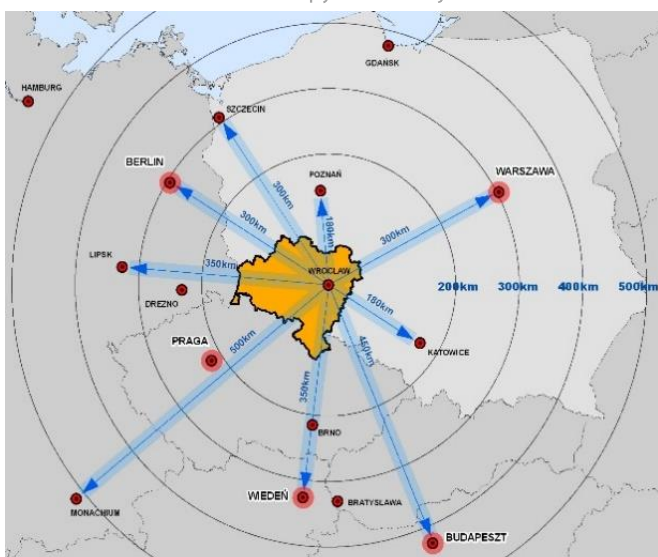 GDAŃSK
HAMBURG
SZCZECIN
BERLIN
WARSZAWA
POZNAŃ
300km
300km
180km
300km
LIPSK
350km
WROCŁAW
DREZNO
200km 300km 400km 500km
180km
PRAGA
500km
450km
KATOWICE
350km
BRNO
WIEDEŃ
BRATYSŁAWA
MONACHIUM
BUDAPESZT